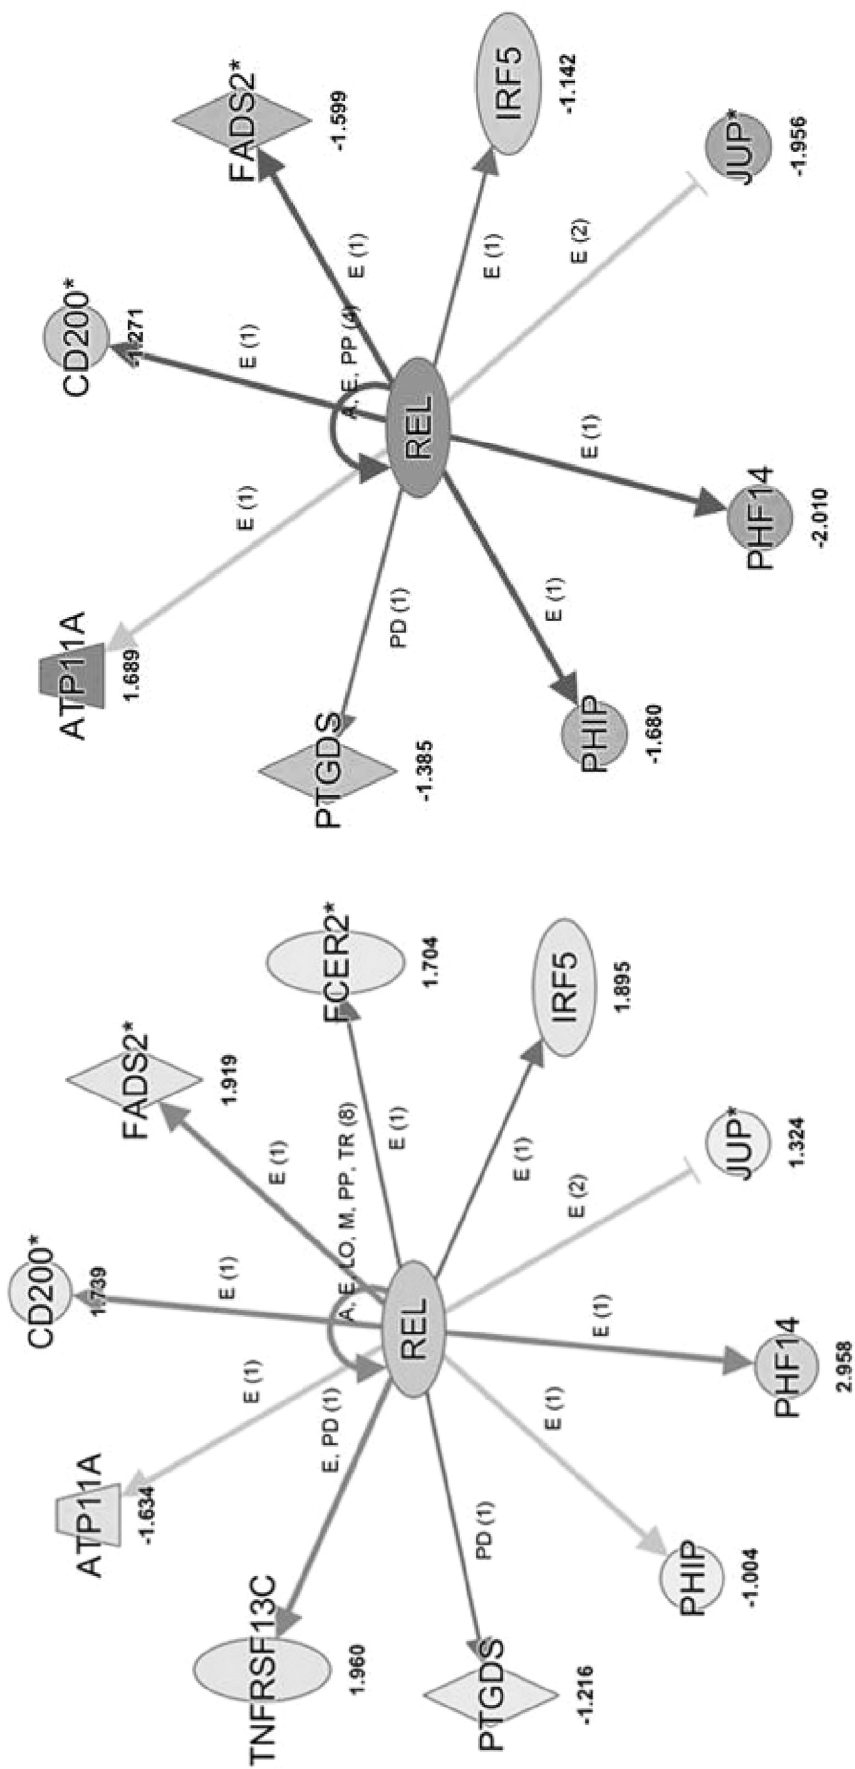 ATP11A
1.689
CD200*
-1.271
FADS2*
-1.599
IRF5
-1.142
JUP*
-1.956
PHF14
-2.010
PHIP
-1.680
PTGDS
-1.385
REL
A, E, PP (4)
E (1)
E (1)
E (1)
E (1)
E (2)
E (1)
E (1)
PD (1)
TNFRSF13C
1.960
ATP11A
-1.634
CD200*
1.739
FADS2*
1.919
FCER2*
1.704
IRF5
1.895
JUP*
1.324
PHF14
2.958
PHIP
-1.004
PTGDS
-1.216
REL
A, E, LO, M, PP, TR (8)
E, PD (1)
E (1)
E (1)
E (1)
E (1)
E (1)
E (2)
E (1)
E (1)
PD (1)